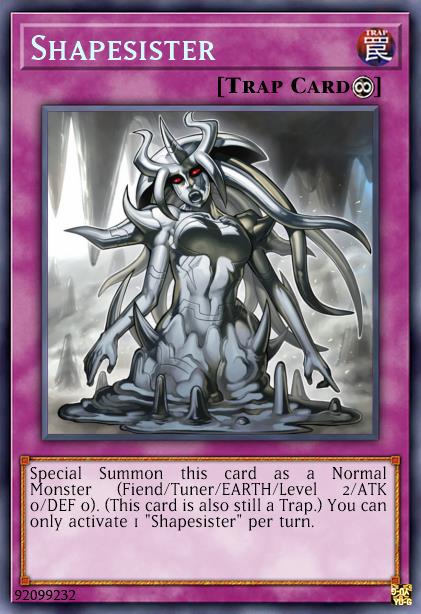 Shapesister
TRAP
罠
[Trap Card♾]
Special Summon this card as a Normal
Monster (Fiend/Tuner/EARTH/Level 2/ATK
0/DEF 0). (This card is also still a Trap.) You can
only activate 1 "Shapesister" per turn.
92099232